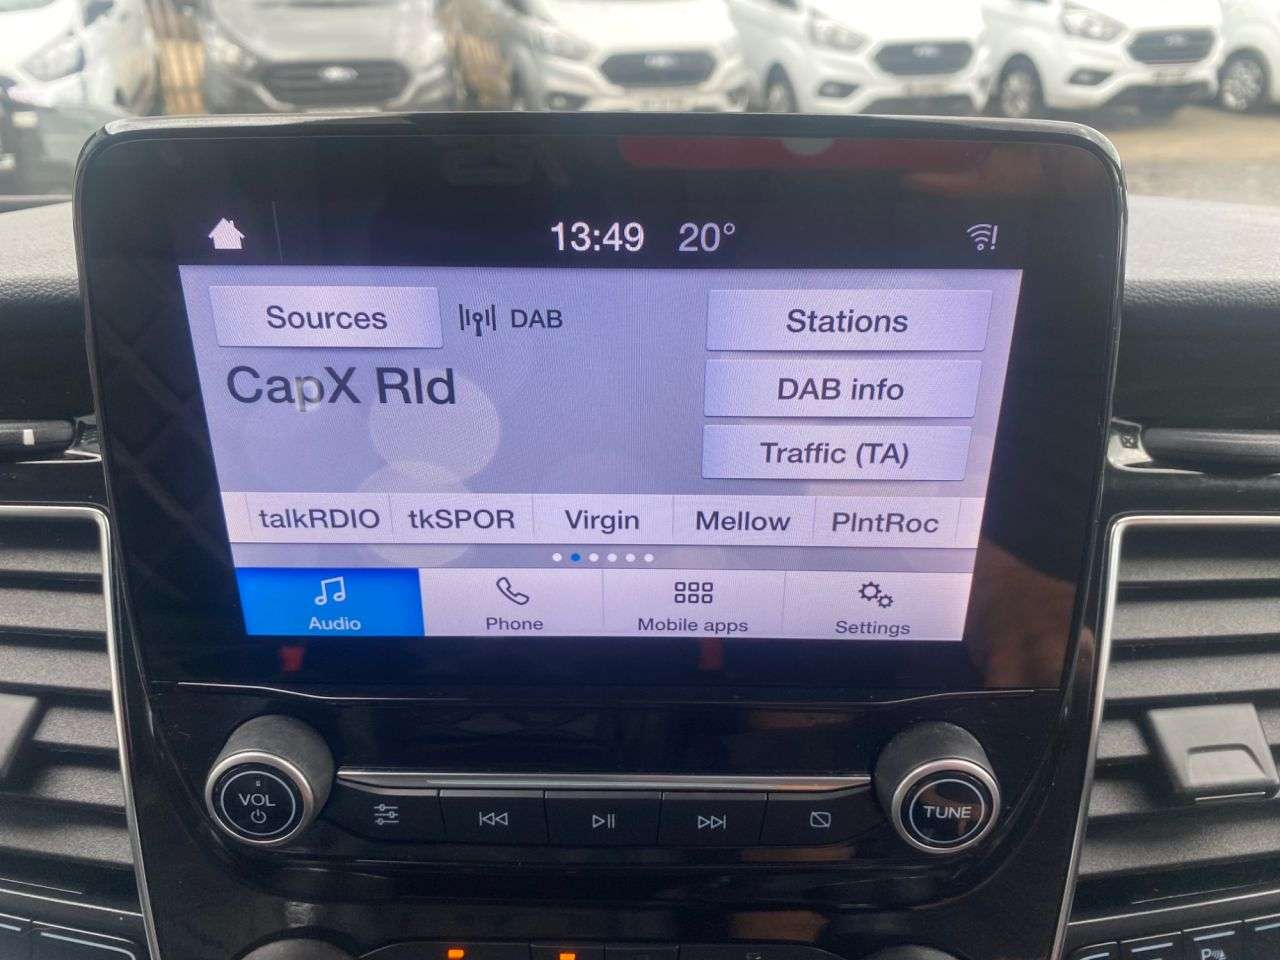 13:49 20°
Sources DAB Stations
CapX Rld
DAB info
Traffic (TA)
talkRDIO tkSPOR Virgin Mellow PlntRoc
Audio Phone Mobile apps Settings
VOL TUNE
P